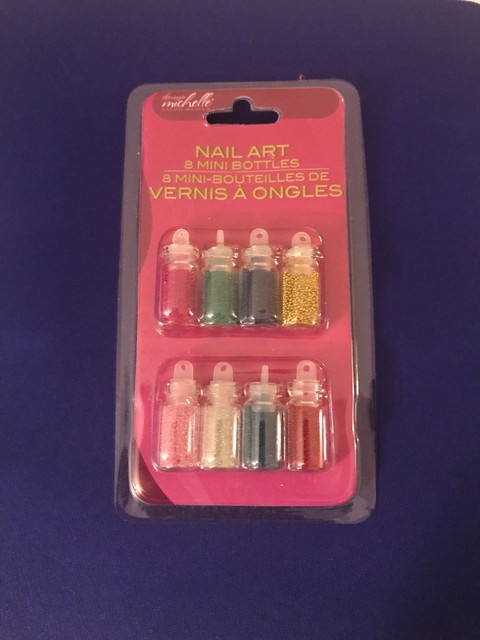 michelle
NAIL ART
8 MINI BOTTLES
8 MINI-BOUTEILLES DE
VERNIS À ONGLES